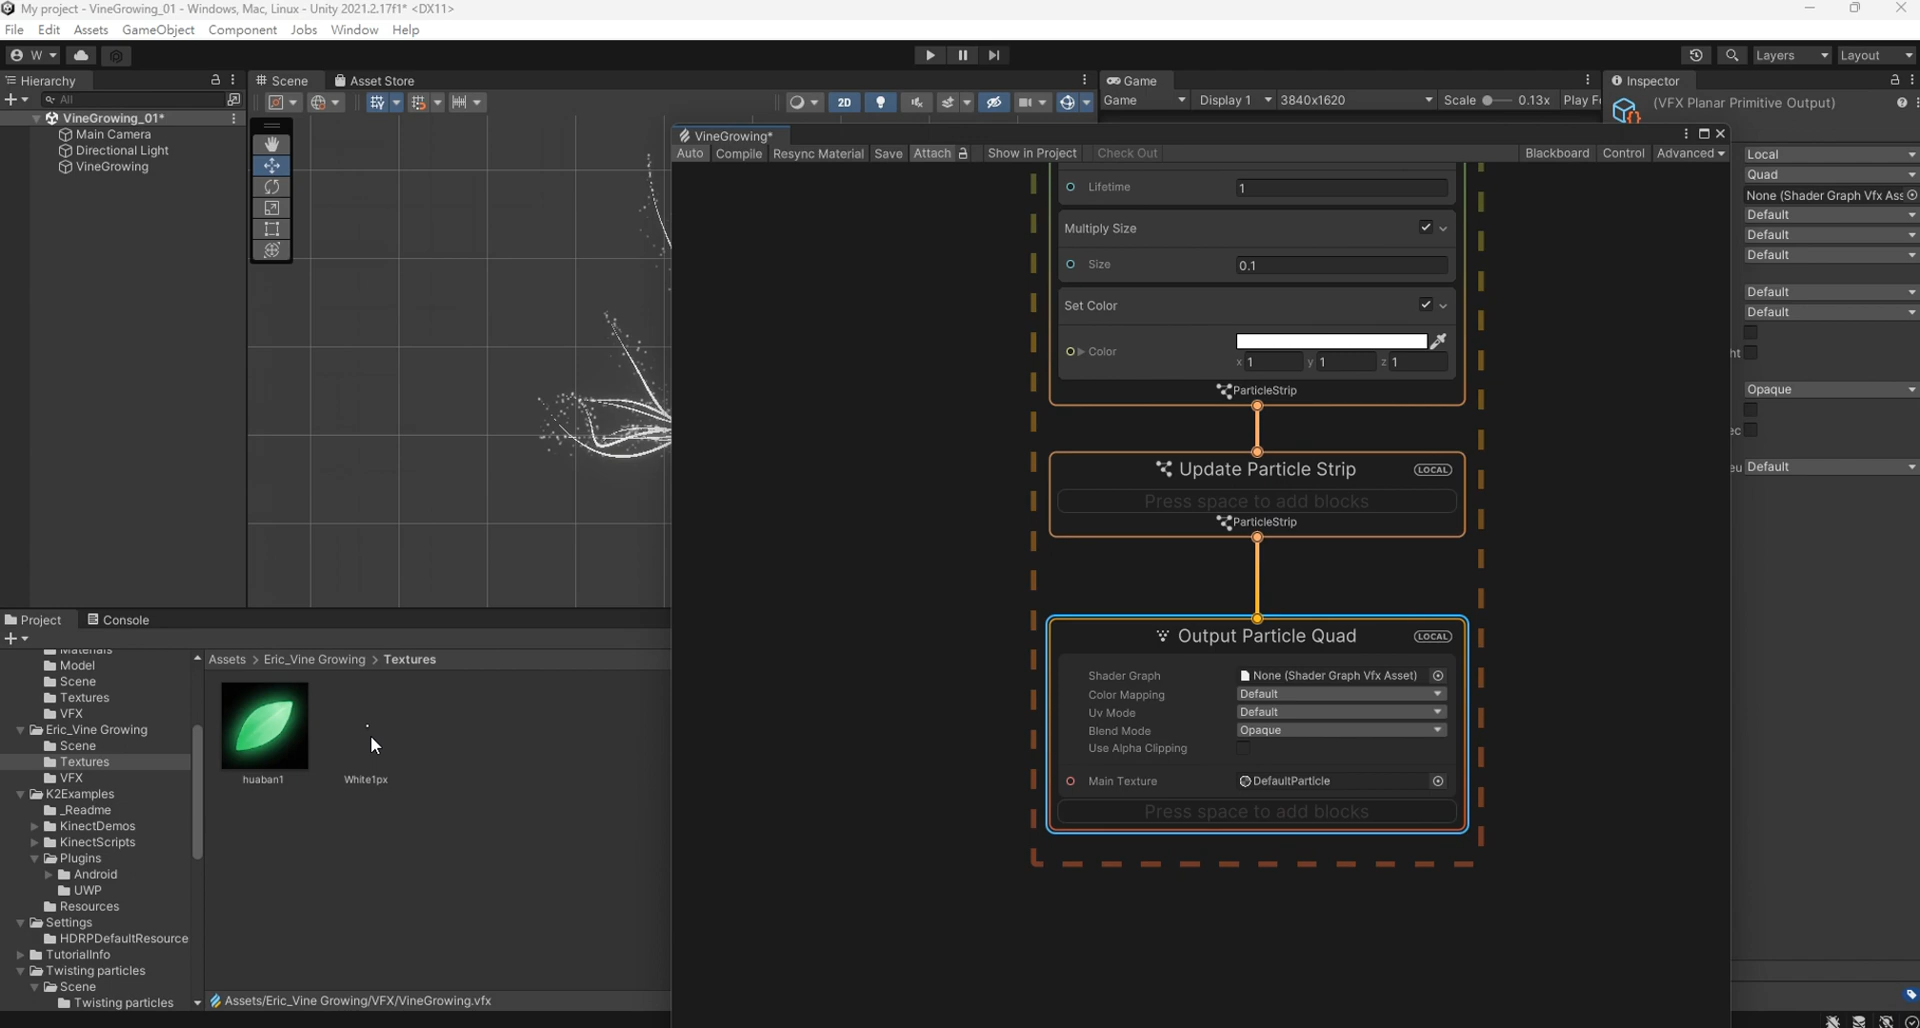 My project - VineGrowing_01 - Windows, Mac, Linux - Unity 2021.2.17f1* <DX11>
File Edit Assets GameObject Component Jobs Window Help
W Layers Layout
Hierarchy Scene Asset Store Game Inspector
All 2D Game Display 1 3840x1620 Scale 0.13x Play F (VFX Planar Primitive Output)
VineGrowing_01*
Main Camera
Directional Light
VineGrowing
VineGrowing*
Auto Compile Resync Material Save Attach Show in Project Check Out Blackboard Control Advanced
Lifetime 1
Multiply Size
Size 0.1
Set Color
Color
x 1 y 1 z 1
ParticleStrip
Update Particle Strip LOCAL
Press space to add blocks
ParticleStrip
Output Particle Quad LOCAL
Shader Graph None (Shader Graph Vfx Asset)
Color Mapping Default
Uv Mode Default
Blend Mode Opaque
Use Alpha Clipping
Main Texture DefaultParticle
Press space to add blocks
Local
Quad
None (Shader Graph Vfx Ass
Default
Default
Default
Default
Default
ht
Opaque
ec
eu Default
Project Console
Assets > Eric_Vine Growing > Textures
Materials
Model
Scene
Textures
VFX
Eric_Vine Growing
Scene
Textures
VFX
K2Examples
_Readme
KinectDemos
KinectScripts
Plugins
Android
UWP
Resources
Settings
HDRPDefaultResource
TutorialInfo
Twisting particles
Scene
Twisting particles
huaban1 White1px
Assets/Eric_Vine Growing/VFX/VineGrowing.vfx